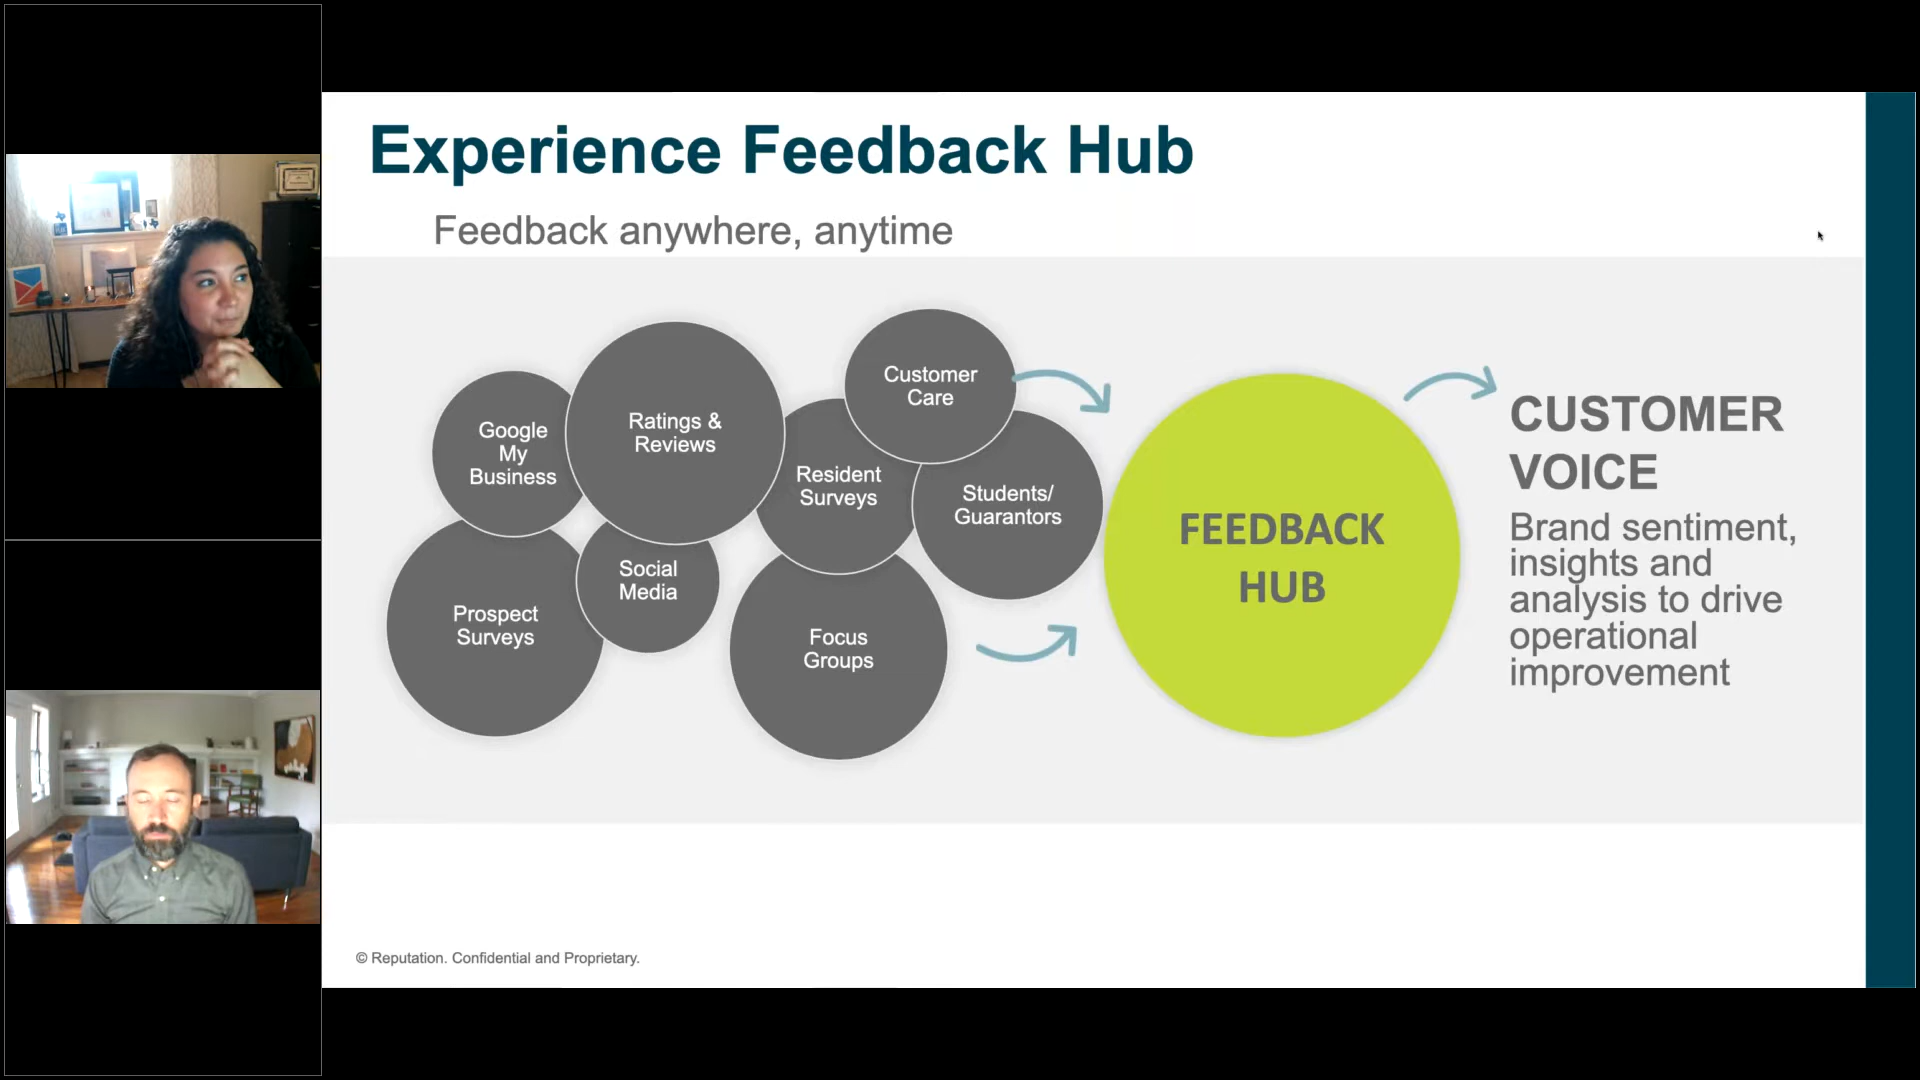 Experience Feedback Hub
Feedback anywhere, anytime
Google
My
Business
Ratings &
Reviews
Customer
Care
Resident
Surveys
Students/
Guarantors
Prospect
Surveys
Social
Media
Focus
Groups
FEEDBACK
HUB
CUSTOMER
VOICE
Brand sentiment,
insights and
analysis to drive
operational
improvement
© Reputation. Confidential and Proprietary.